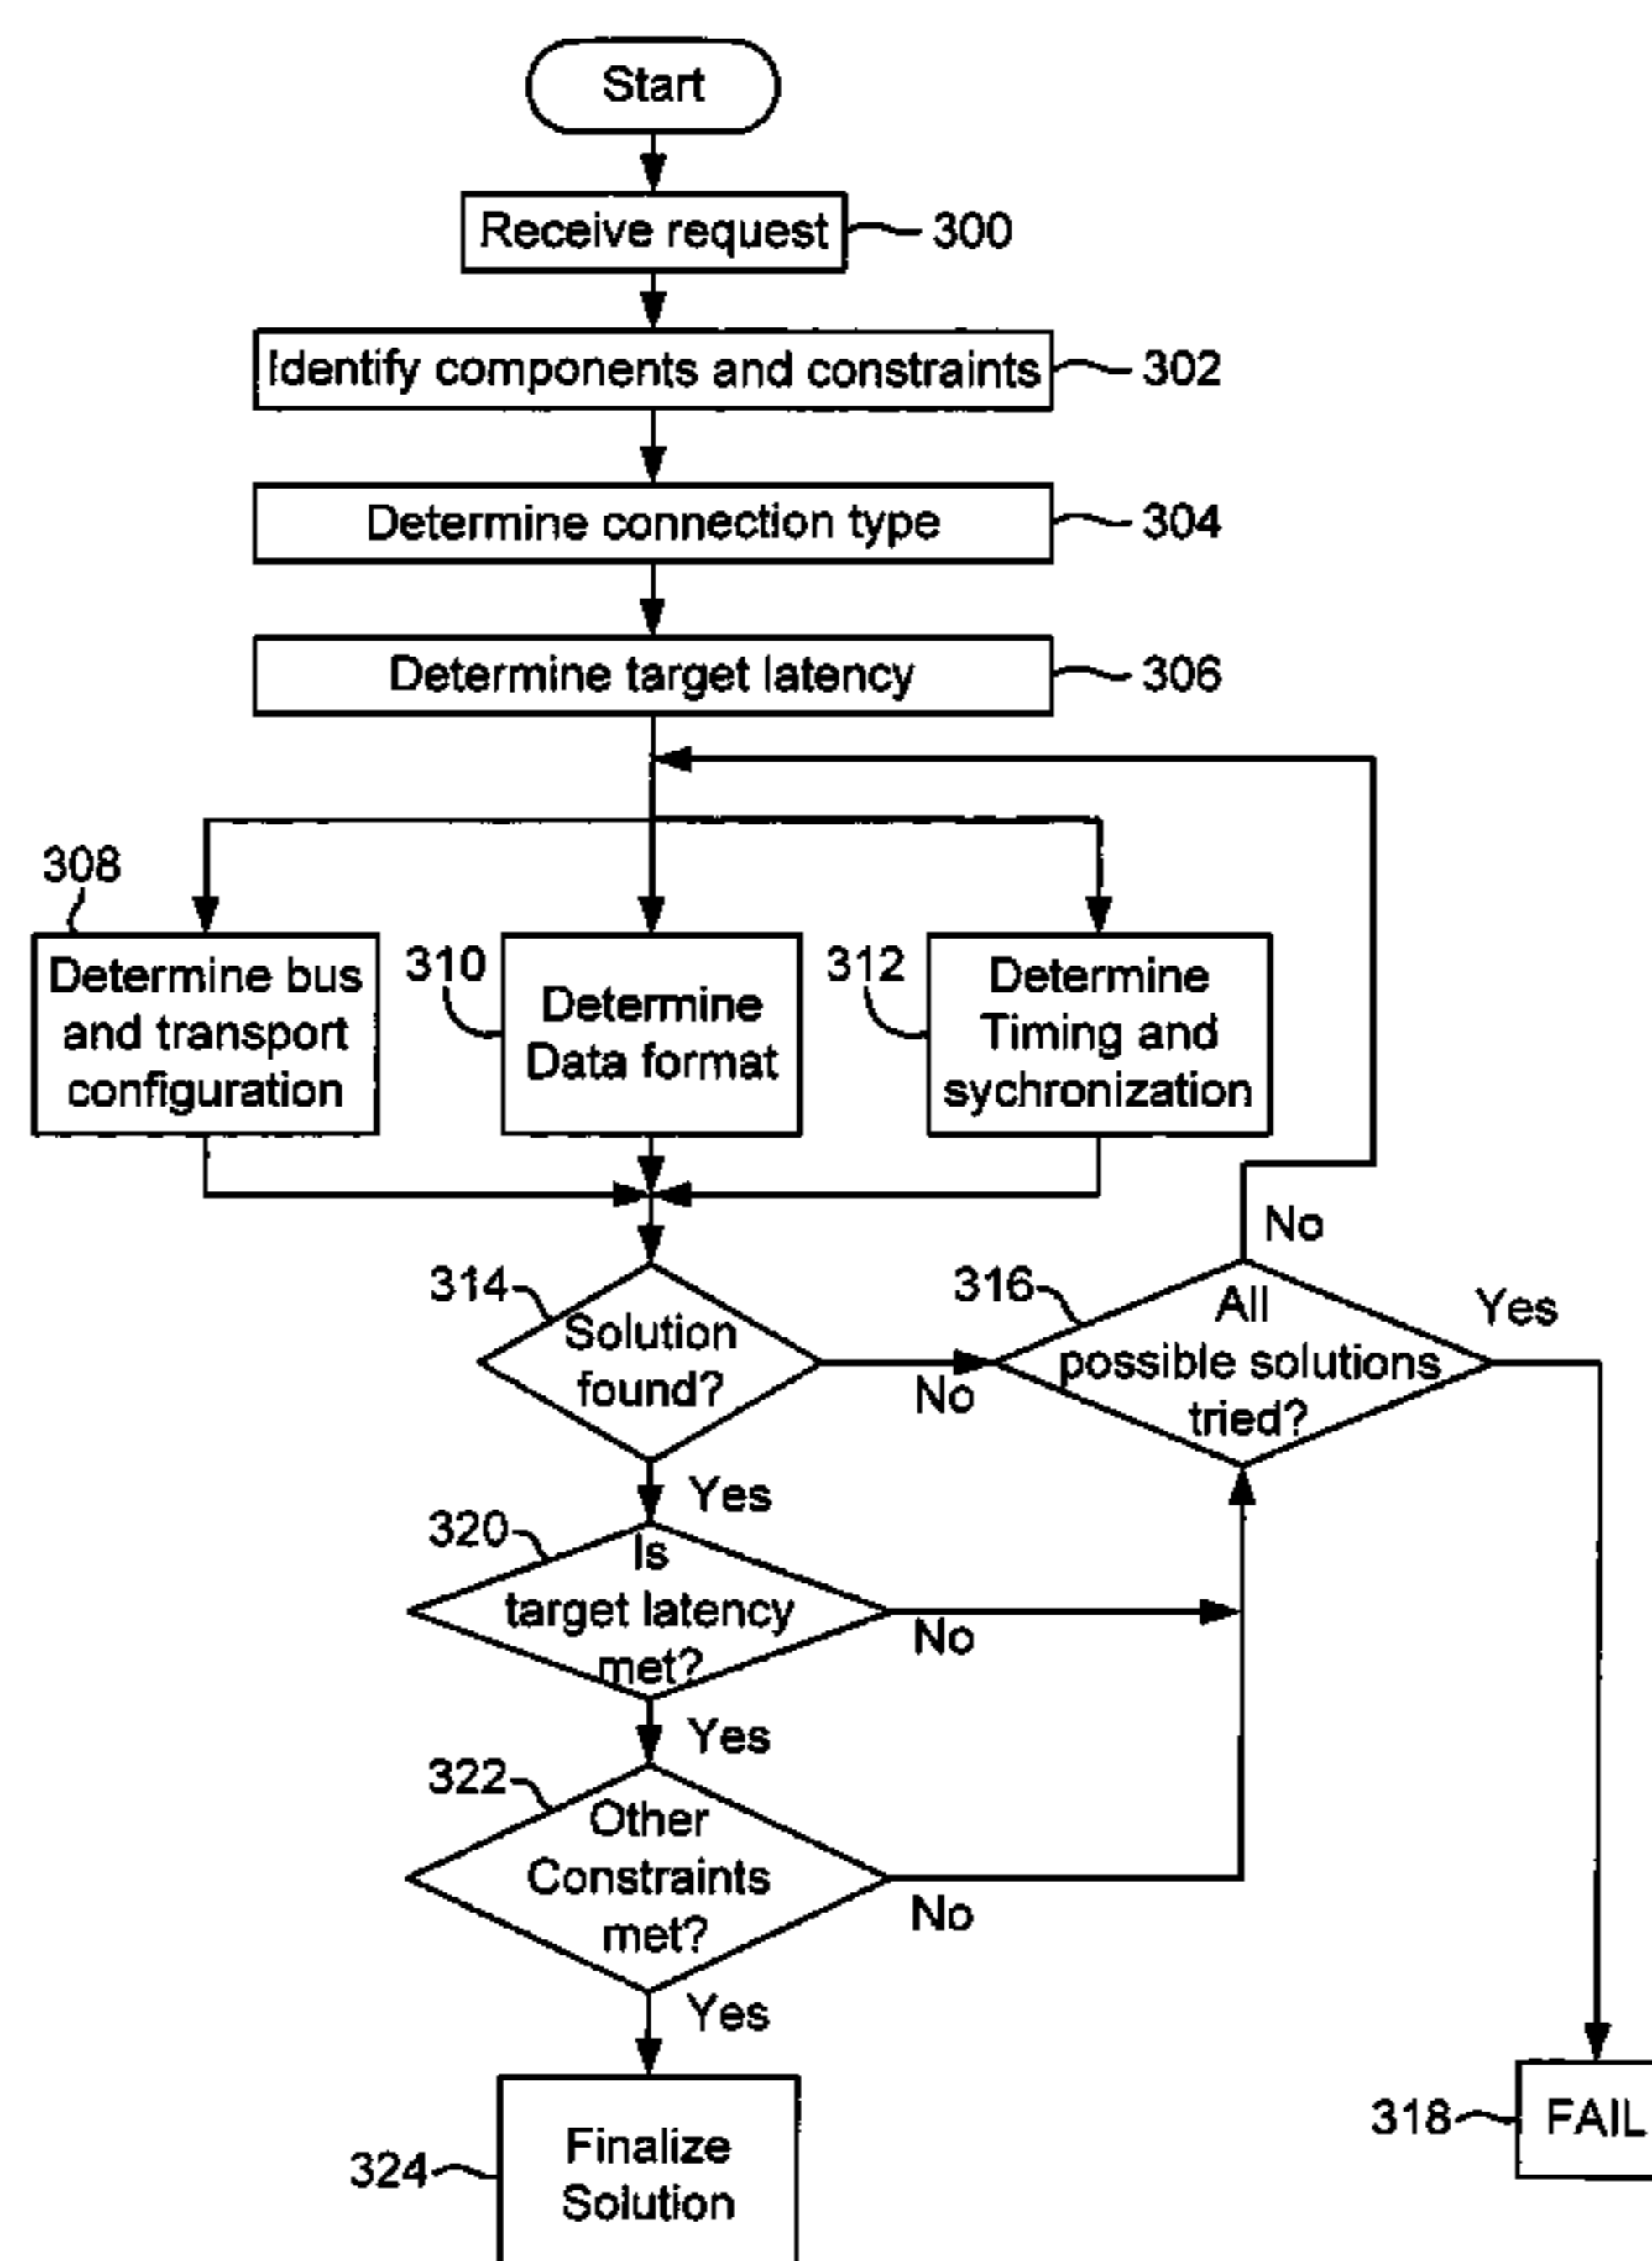 Start
Receive request
300
Identify components and constraints
302
Determine connection type
304
Determine target latency
306
308
Determine bus
and transport
configuration
310
Determine
Data format
312
Determine
Timing and
sychronization
314
Solution
found?
No
Yes
316
All
possible solutions
tried?
No
Yes
320
Is
target latency
met?
No
Yes
322
Other
Constraints
met?
No
Yes
324
Finalize
Solution
318
FAIL